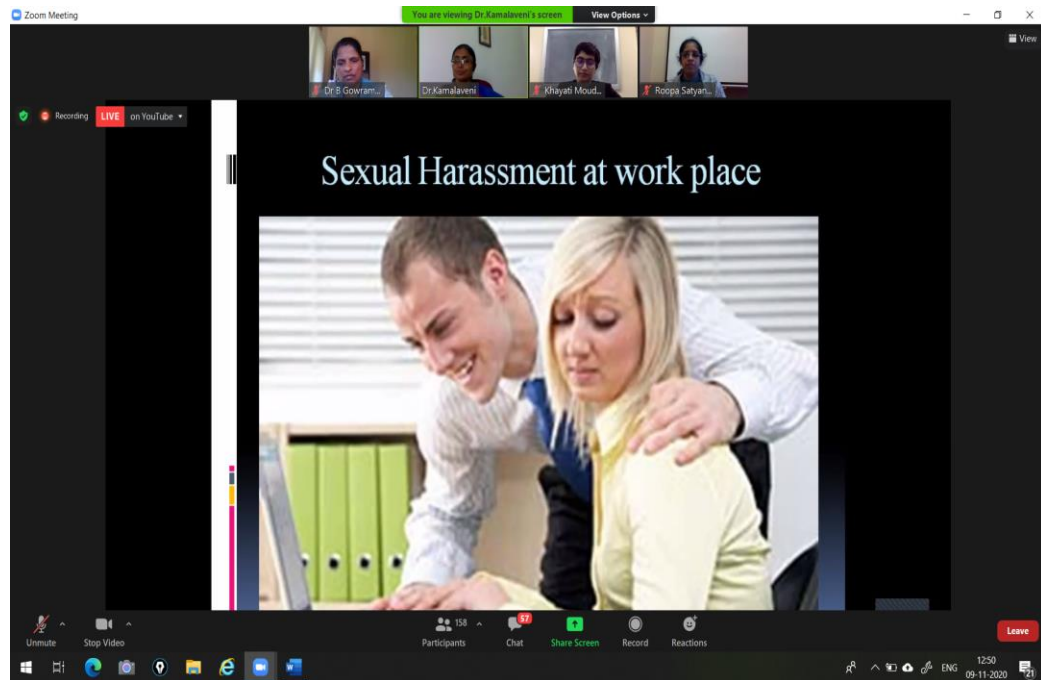 Zoom Meeting
You are viewing Dr.Kamalaveni's screen
View Options
View
Dr B Gowram...
Dr.Kamalaveni
Khayati Moud...
Roopa Satyan...
Recording
LIVE
on YouTube
Sexual Harassment at work place
Unmute
Stop Video
158
Participants
57
Chat
Share Screen
Record
Reactions
Leave
ENG
12:50
09-11-2020
21